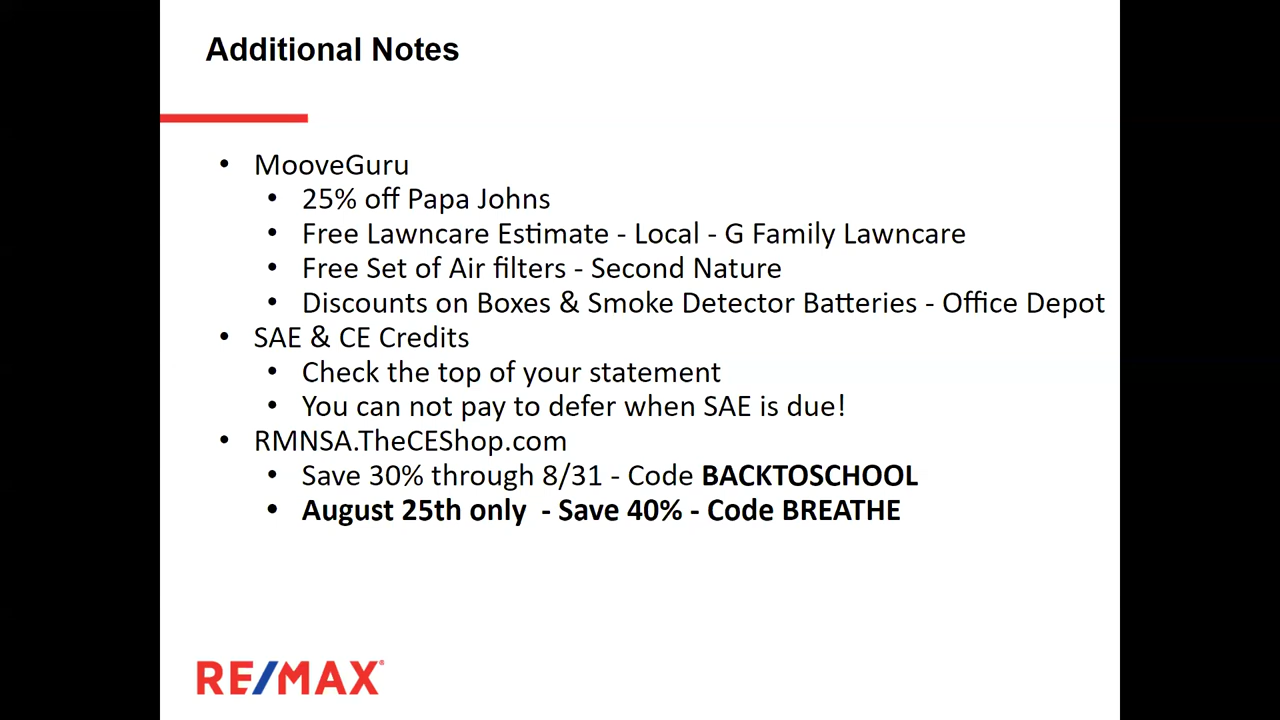 Additional Notes
• MooveGuru
• 25% off Papa Johns
• Free Lawncare Estimate - Local - G Family Lawncare
• Free Set of Air filters - Second Nature
• Discounts on Boxes & Smoke Detector Batteries - Office Depot
• SAE & CE Credits
• Check the top of your statement
• You can not pay to defer when SAE is due!
• RMNSA.TheCEShop.com
• Save 30% through 8/31 - Code BACKTOSCHOOL
• August 25th only - Save 40% - Code BREATHE
RE/MAX®